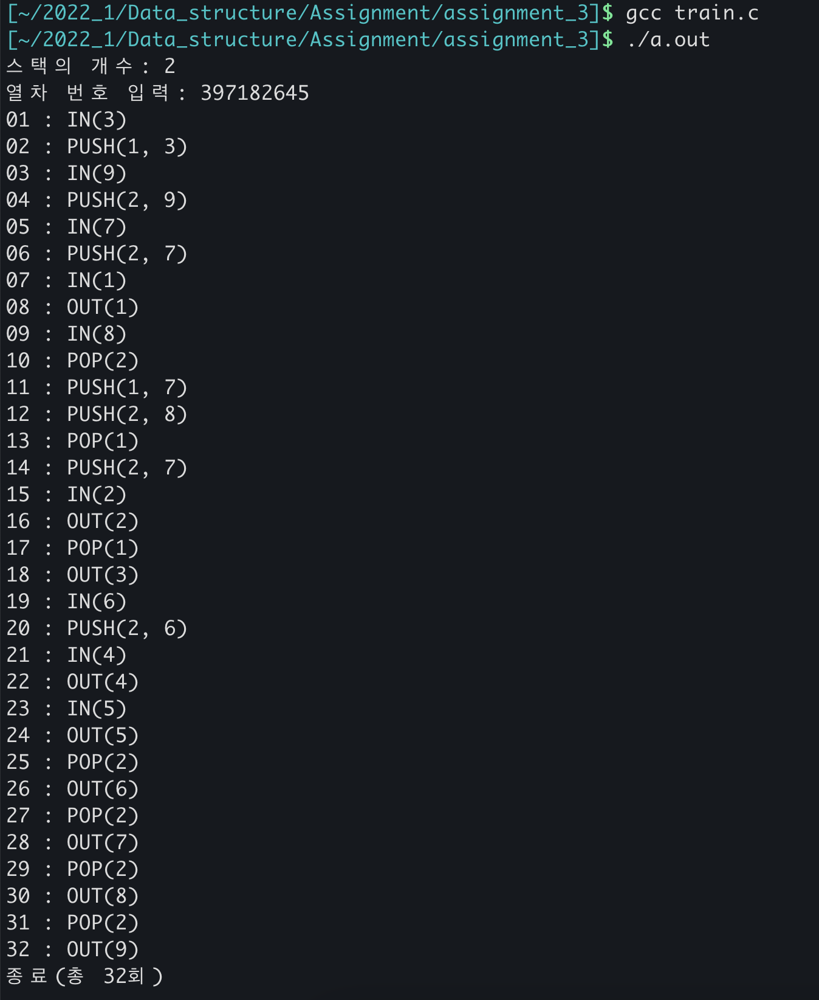 [~/2022_1/Data_structure/Assignment/assignment_3]$ gcc train.c
[~/2022_1/Data_structure/Assignment/assignment_3]$ ./a.out
스택의 개수: 2
열차 번호 입력: 397182645
01 : IN(3)
02 : PUSH(1, 3)
03 : IN(9)
04 : PUSH(2, 9)
05 : IN(7)
06 : PUSH(2, 7)
07 : IN(1)
08 : OUT(1)
09 : IN(8)
10 : POP(2)
11 : PUSH(1, 7)
12 : PUSH(2, 8)
13 : POP(1)
14 : PUSH(2, 7)
15 : IN(2)
16 : OUT(2)
17 : POP(1)
18 : OUT(3)
19 : IN(6)
20 : PUSH(2, 6)
21 : IN(4)
22 : OUT(4)
23 : IN(5)
24 : OUT(5)
25 : POP(2)
26 : OUT(6)
27 : POP(2)
28 : OUT(7)
29 : POP(2)
30 : OUT(8)
31 : POP(2)
32 : OUT(9)
종료(총 32회)